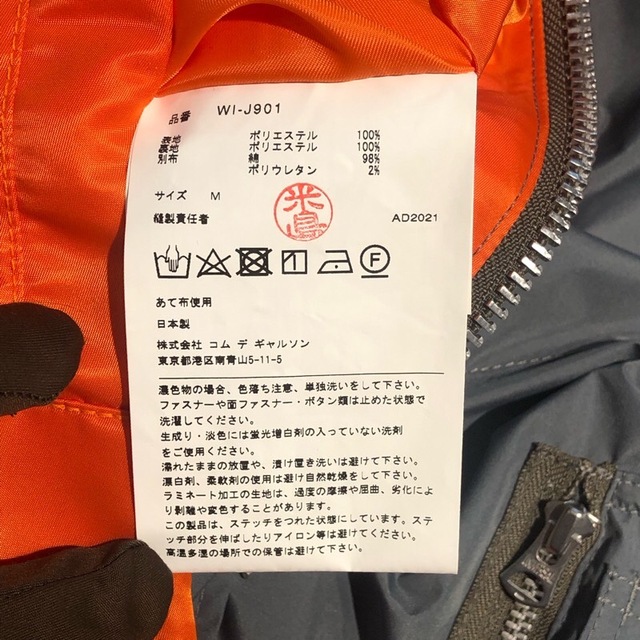 品番 WI-J901
表地 ポリエステル 100%
裏地 ポリエステル 100%
別布 綿 98%
ポリウレタン 2%
サイズ M
縫製責任者 米島 AD2021
1 F
あて布使用
日本製
株式会社 コム デ ギャルソン
東京都港区南青山5-11-5
濃色物の場合、色落ち注意、単独洗いをして下さい。
ファスナーや面ファスナー・ボタン類は止めた状態で
洗濯してください。
生成り・淡色には蛍光増白剤の入っていない洗剤
をご使用ください。
濡れたままの放置や、漬け置き洗いは避けて下さい。
漂白剤、柔軟剤の使用は避け自然乾燥をして下さい。
ラミネート加工の生地は、過度の摩擦や屈曲、劣化によ
り剥離や変色することがあります。
この製品は、ステッチをつれた状態にしています。ステ
ッチ部分を伸ばしたりアイロン等は避けてください。
高温多湿の場所での保管は避けて下さい。